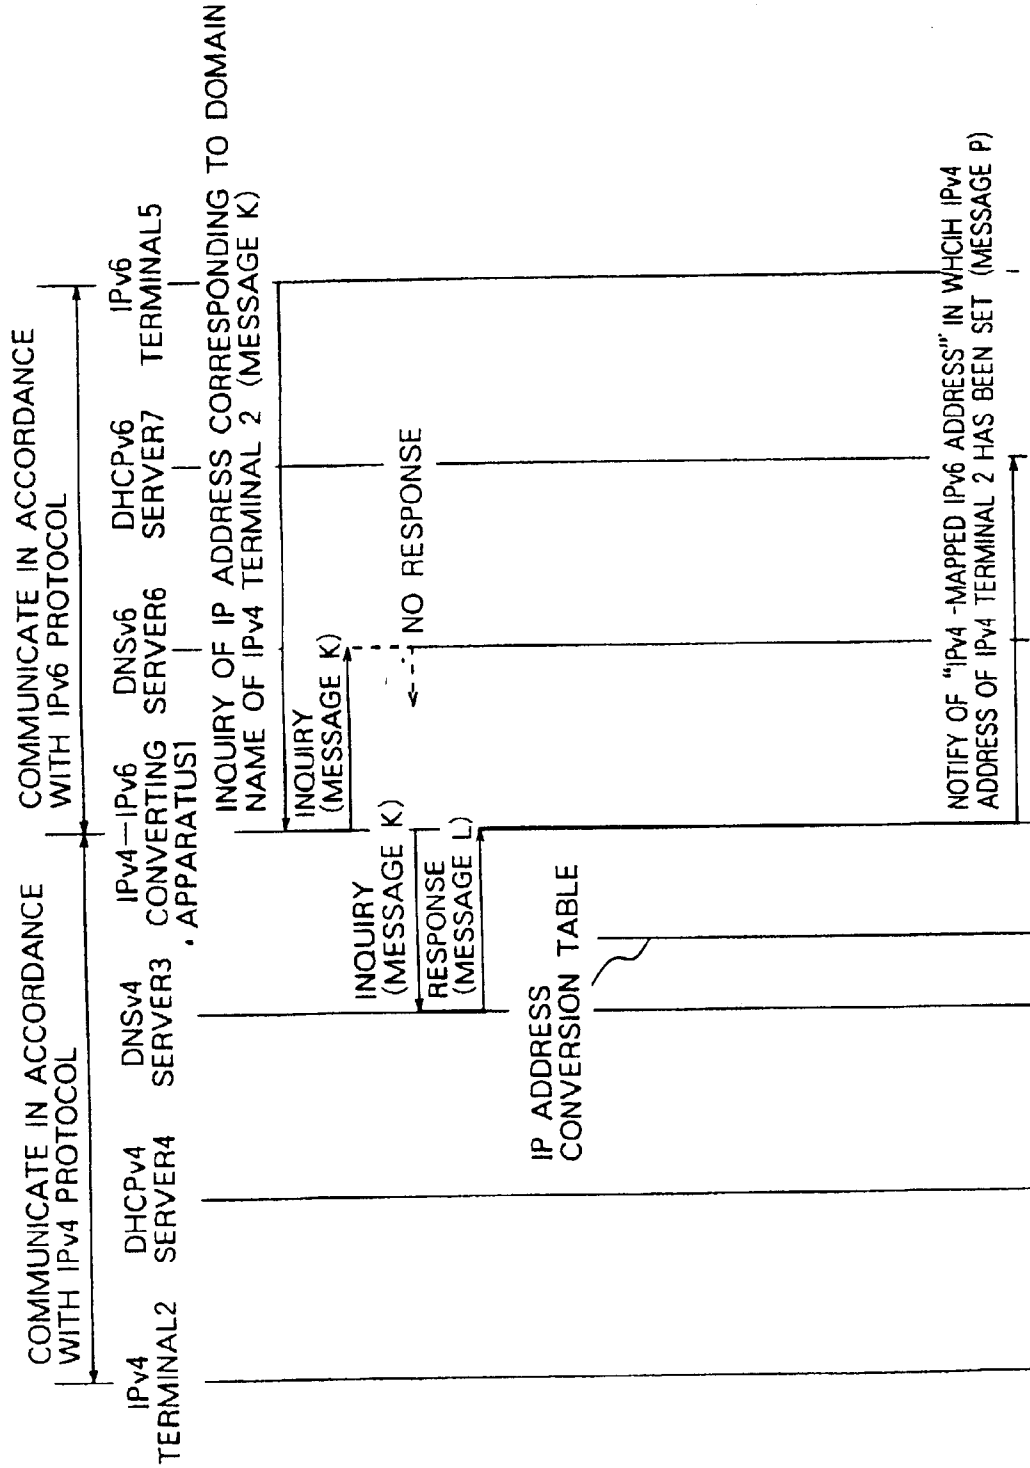 COMMUNICATE IN ACCORDANCE
WITH IPv4 PROTOCOL
COMMUNICATE IN ACCORDANCE
WITH IPv6 PROTOCOL
IPv4
TERMINAL2
DHCPv4
SERVER4
DNSv4
SERVER3
IPv4-IPv6
CONVERTING
APPARATUS1
DNSv6
SERVER6
DHCPv6
SERVER7
IPv6
TERMINAL5
INQUIRY OF IP ADDRESS CORRESPONDING TO DOMAIN
NAME OF IPv4 TERMINAL 2 (MESSAGE K)
INQUIRY
(MESSAGE K)
NO RESPONSE
INQUIRY
(MESSAGE K)
RESPONSE
(MESSAGE L)
IP ADDRESS
CONVERSION TABLE
NOTIFY OF "IPv4 -MAPPED IPv6 ADDRESS" IN WHCIH IPv4
ADDRESS OF IPv4 TERMINAL 2 HAS BEEN SET (MESSAGE P)